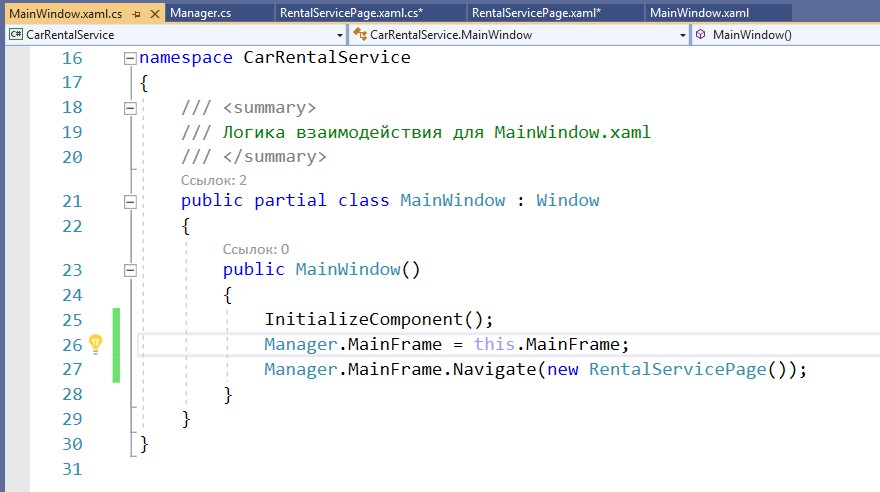 MainWindow.xaml.cs Manager.cs RentalServicePage.xaml.cs* RentalServicePage.xaml* MainWindow.xaml
C# CarRentalService CarRentalService.MainWindow MainWindow()
16 namespace CarRentalService
17 {
18 /// <summary>
19 /// Логика взаимодействия для MainWindow.xaml
20 /// </summary>
Ссылок: 2
21 public partial class MainWindow : Window
22 {
Ссылок: 0
23 public MainWindow()
24 {
25 InitializeComponent();
26 Manager.MainFrame = this.MainFrame;
27 Manager.MainFrame.Navigate(new RentalServicePage());
28 }
29 }
30 }
31